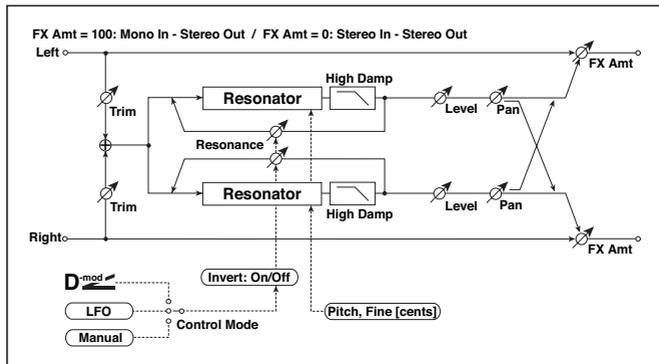 FX Amt = 100: Mono In - Stereo Out / FX Amt = 0: Stereo In - Stereo Out
Left
FX Amt
High Damp
Resonator
Trim
Level
Pan
Resonance
Resonator
High Damp
Trim
Level
Pan
Right
FX Amt
D-mod
Invert: On/Off
LFO
Control Mode
Pitch, Fine [cents]
Manual